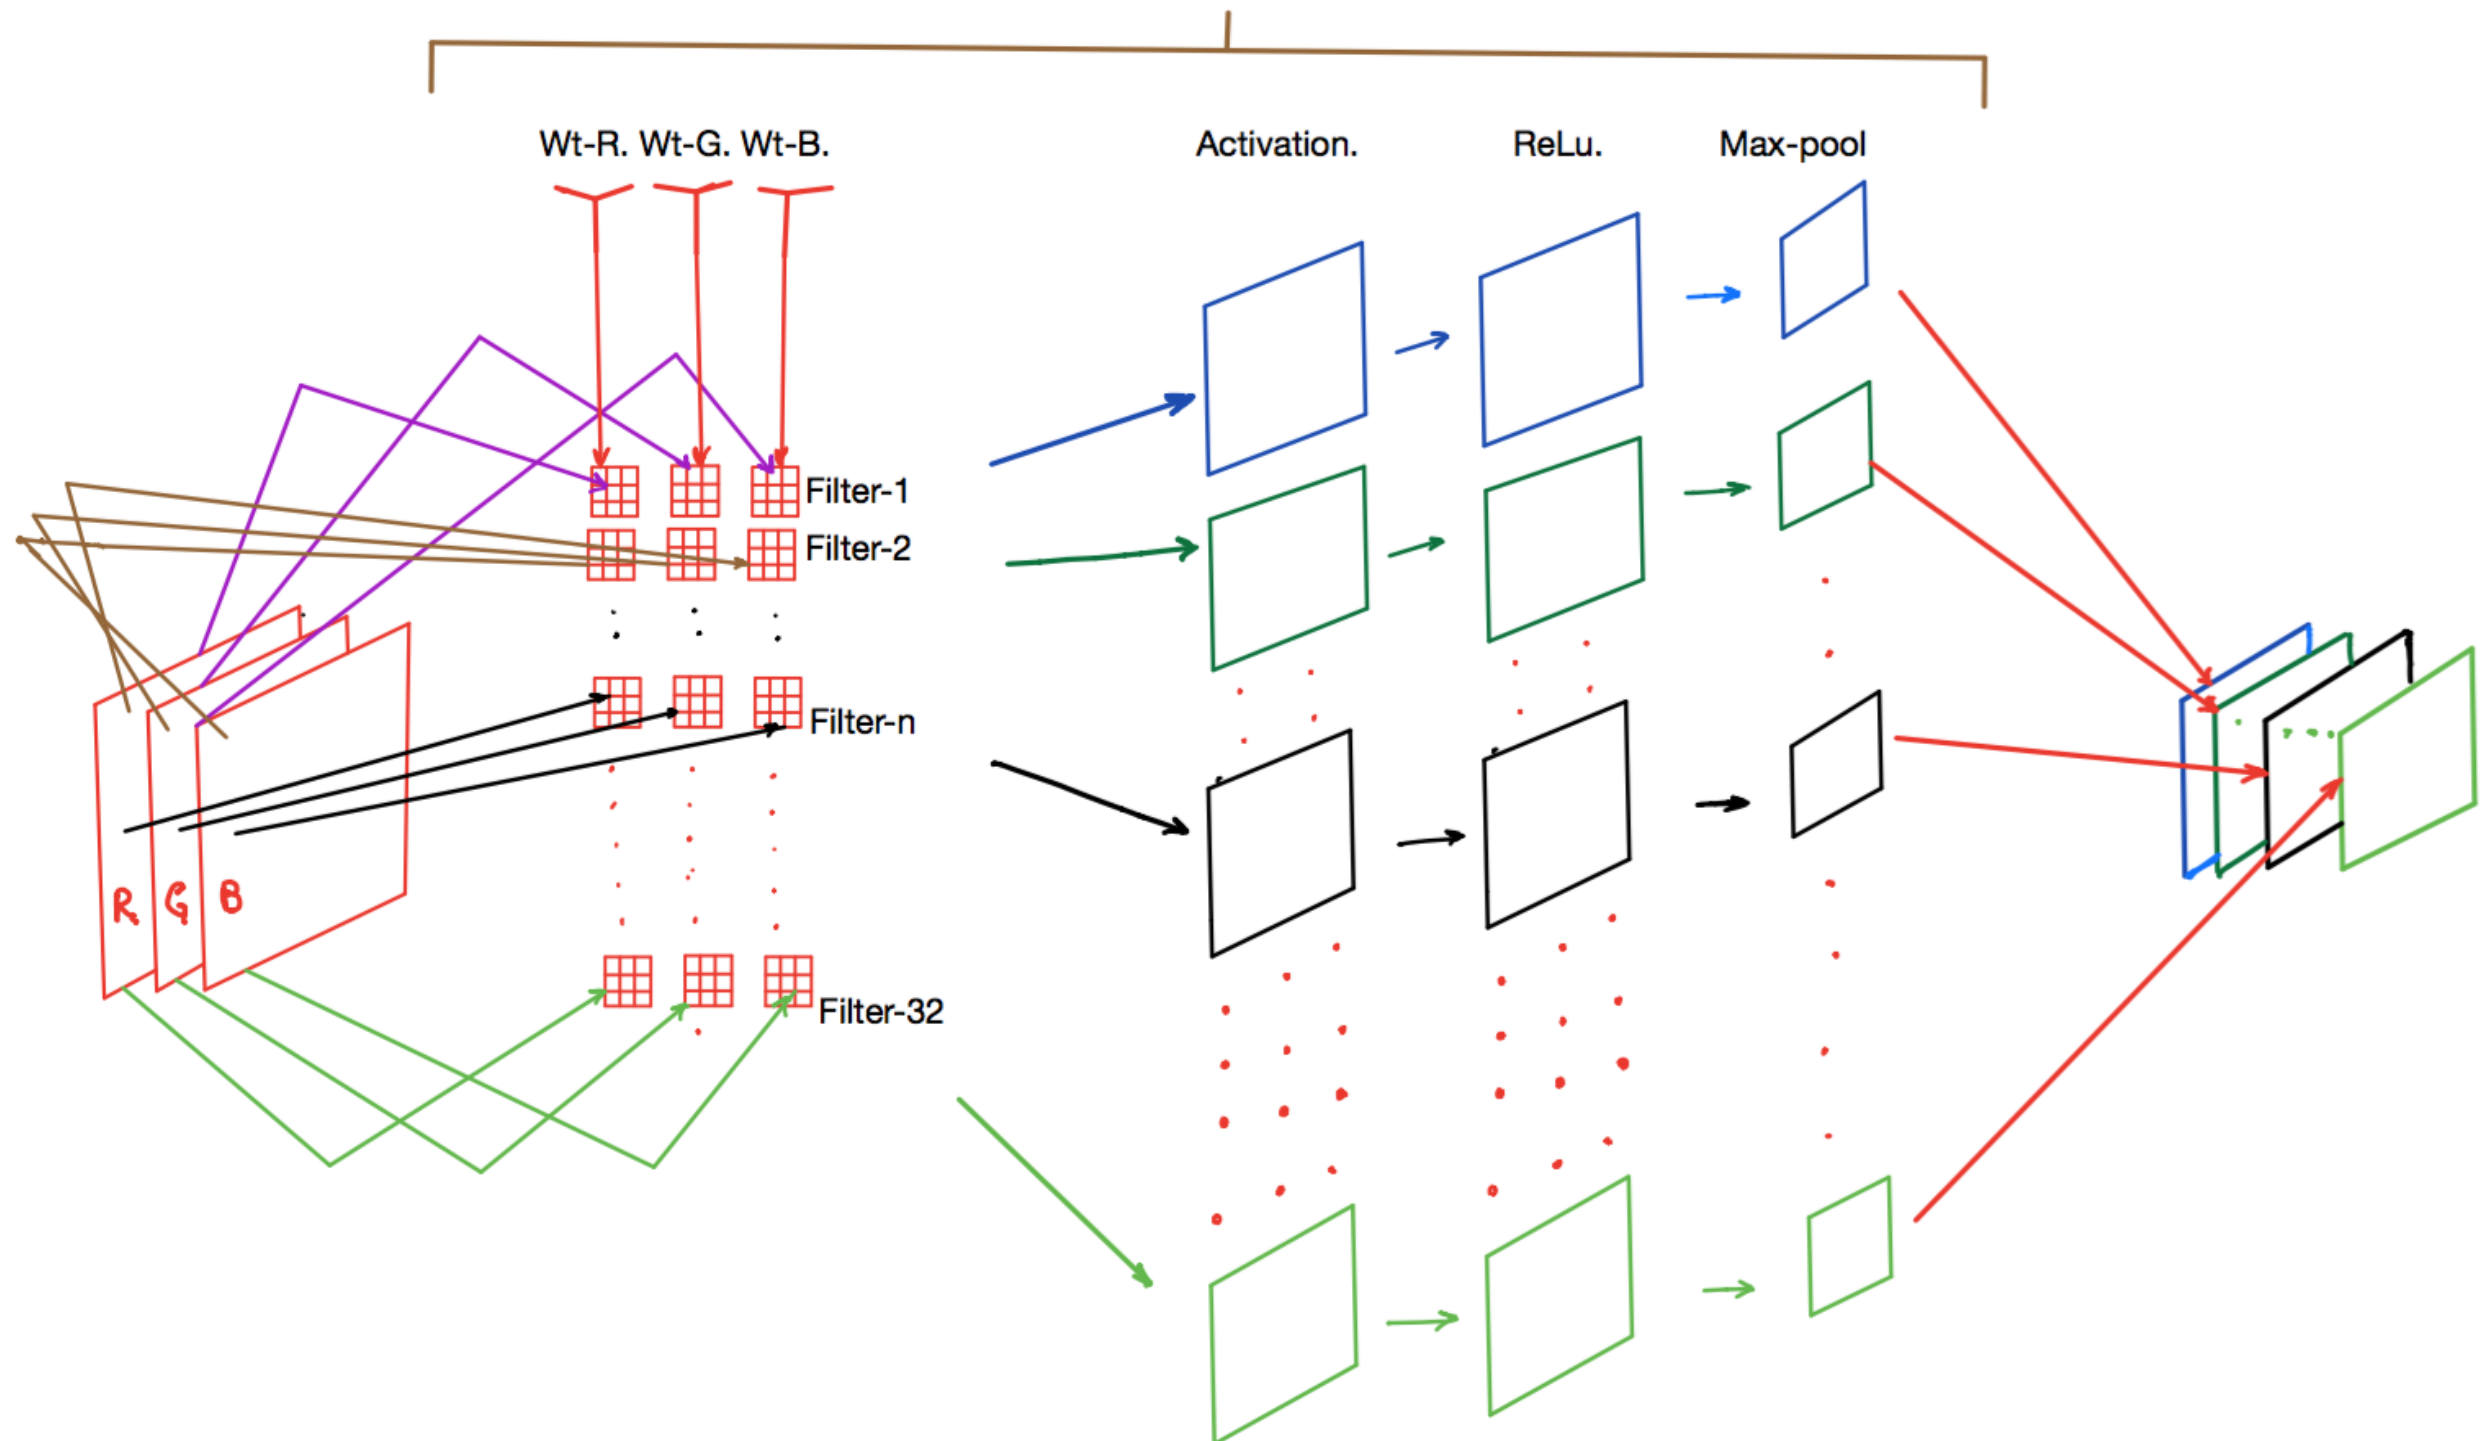 Wt-R. Wt-G. Wt-B.
Activation.
ReLu.
Max-pool
Filter-1
Filter-2
Filter-n
R G B
Filter-32